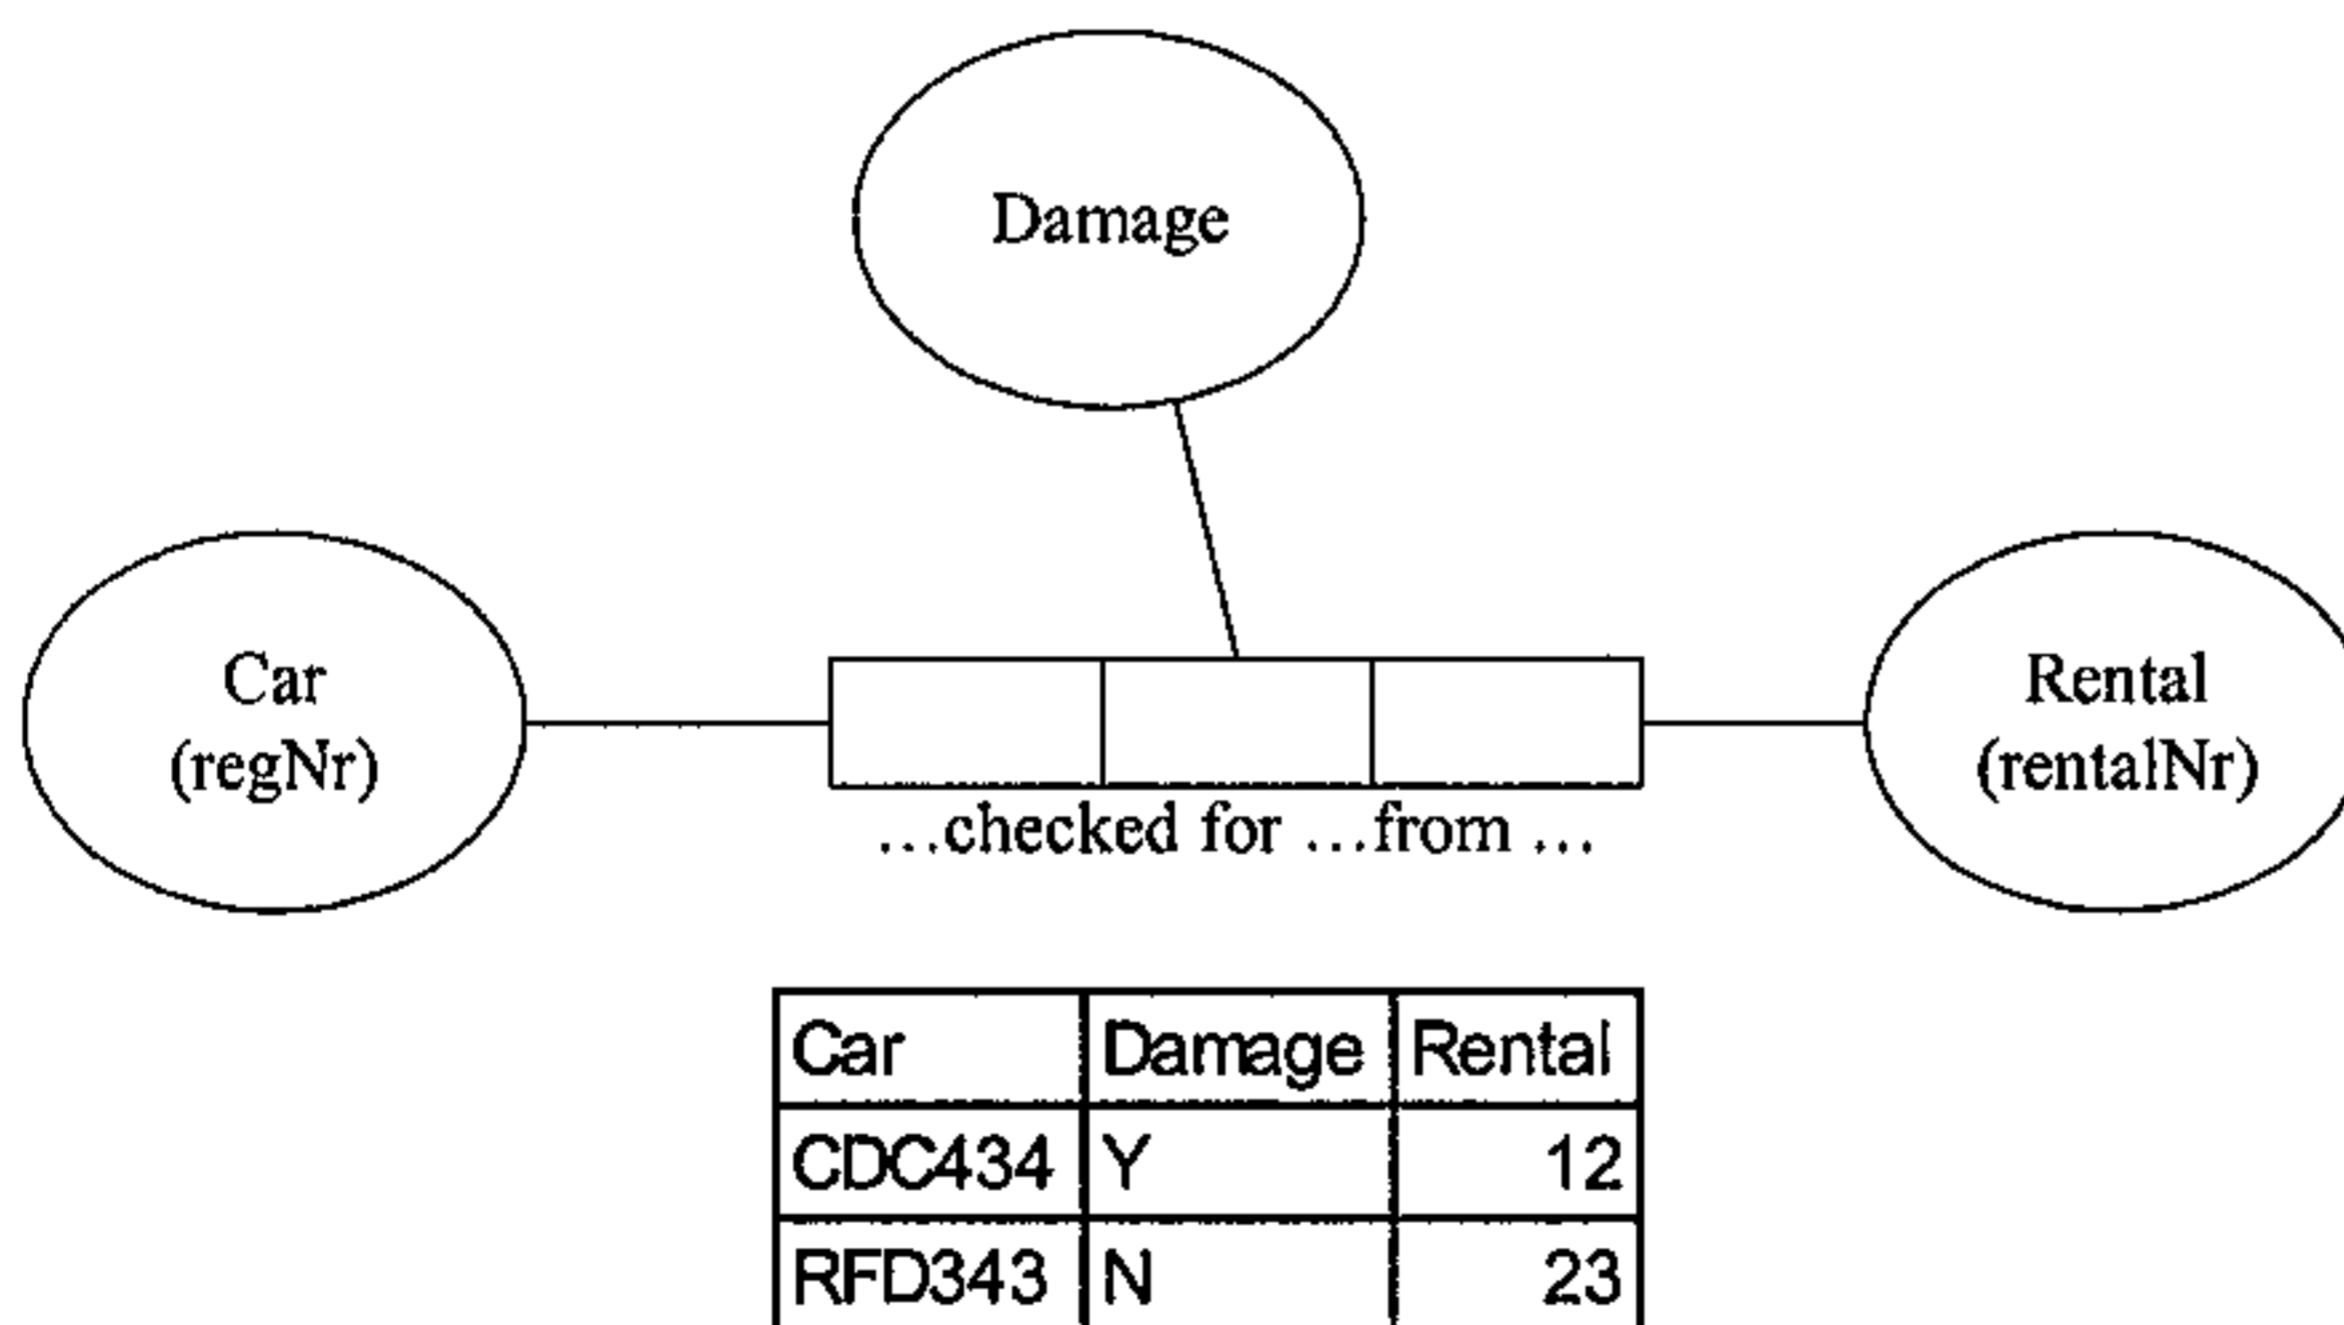 Damage
Car
(regNr)
Rental
(rentalNr)
...checked for ...from ...
Car Damage Rental
CDC434 Y 12
RFD343 N 23